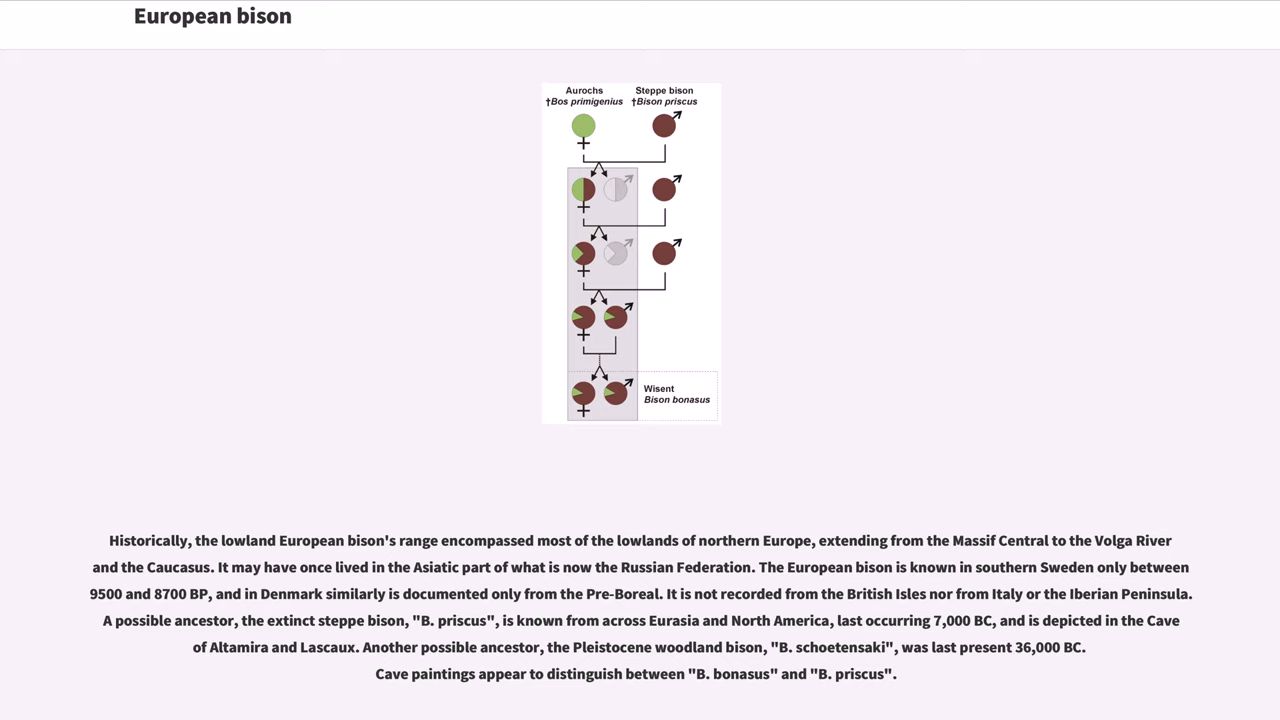 European bison
Aurochs
†Bos primigenius
Steppe bison
†Bison priscus
Wisent
Bison bonasus
Historically, the lowland European bison's range encompassed most of the lowlands of northern Europe, extending from the Massif Central to the Volga River
and the Caucasus. It may have once lived in the Asiatic part of what is now the Russian Federation. The European bison is known in southern Sweden only between
9500 and 8700 BP, and in Denmark similarly is documented only from the Pre-Boreal. It is not recorded from the British Isles nor from Italy or the Iberian Peninsula.
A possible ancestor, the extinct steppe bison, "B. priscus", is known from across Eurasia and North America, last occurring 7,000 BC, and is depicted in the Cave
of Altamira and Lascaux. Another possible ancestor, the Pleistocene woodland bison, "B. schoetensaki", was last present 36,000 BC.
Cave paintings appear to distinguish between "B. bonasus" and "B. priscus".